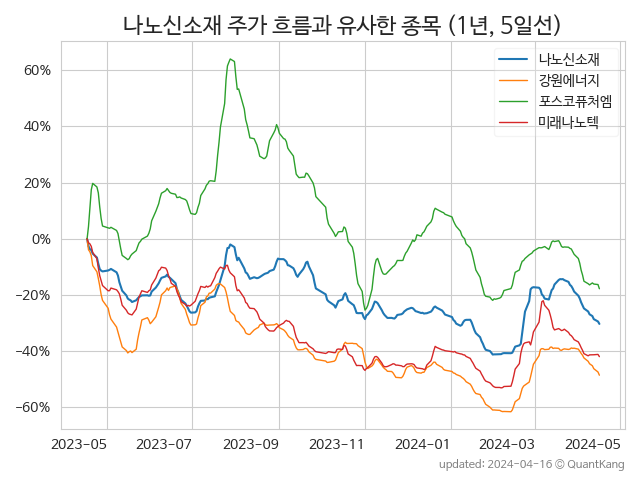 나노신소재 주가 흐름과 유사한 종목 (1년, 5일선)
나노신소재
강원에너지
포스코퓨처엠
미래나노텍
60%
40%
20%
0%
−20%
−40%
−60%
2023-05 2023-07 2023-09 2023-11 2024-01 2024-03 2024-05
updated: 2024-04-16 © QuantKang